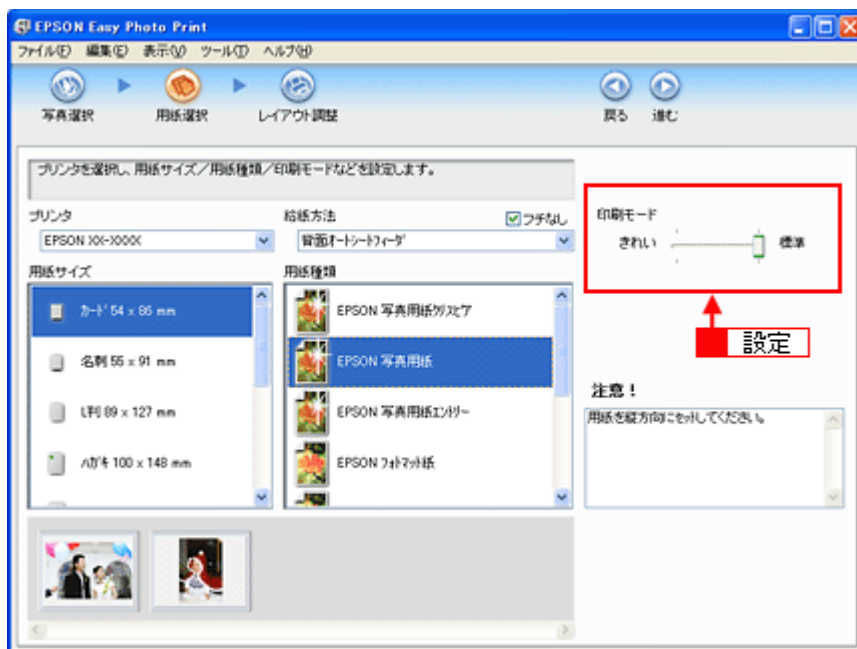 EPSON Easy Photo Print
ファイル(F) 編集(E) 表示(V) ツール(T) ヘルプ(H)
写真選択 用紙選択 レイアウト調整 戻る 進む
プリンタを選択し、用紙サイズ／用紙種類／印刷モードなどを設定します。
プリンタ 給紙方法 フチなし
EPSON XX-XXXX 背面オートシートフィーダ
印刷モード
きれい 標準
設定
用紙サイズ 用紙種類
カード 54 x 86 mm EPSON 写真用紙クリスピア
名刺 55 x 91 mm EPSON 写真用紙
L判 89 x 127 mm EPSON 写真用紙エントリー
ハガキ 100 x 148 mm EPSON フォトマット紙
注意！
用紙を縦方向にセットしてください。